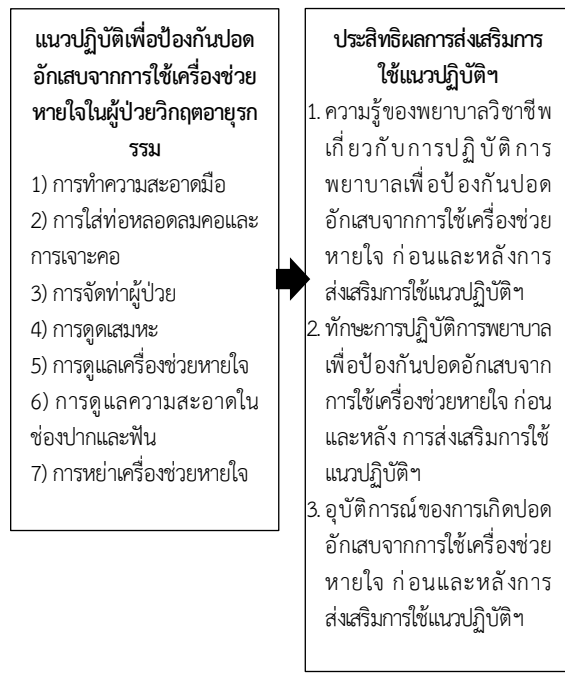 แนวปฏิบัติเพื่อป้องกันปอด
อักเสบจากการใช้เครื่องช่วย
หายใจในผู้ป่วยวิกฤตอายุรก
รรม
1) การทำความสะอาดมือ
2) การใส่ท่อหลอดลมคอและ
การเจาะคอ
3) การจัดท่าผู้ป่วย
4) การดูดเสมหะ
5) การดูแลเครื่องช่วยหายใจ
6) การดูแลความสะอาดใน
ช่องปากและฟัน
7) การหย่าเครื่องช่วยหายใจ
ประสิทธิผลการส่งเสริมการ
ใช้แนวปฏิบัติฯ
1. ความรู้ของพยาบาลวิชาชีพ
เกี่ยวกับการปฏิบัติการ
พยาบาลเพื่อป้องกันปอด
อักเสบจากการใช้เครื่องช่วย
หายใจ ก่อนและหลังการ
ส่งเสริมการใช้แนวปฏิบัติฯ
2. ทักษะการปฏิบัติการพยาบาล
เพื่อป้องกันปอดอักเสบจาก
การใช้เครื่องช่วยหายใจ ก่อน
และหลัง การส่งเสริมการใช้
แนวปฏิบัติฯ
3. อุบัติการณ์ของการเกิดปอด
อักเสบจากการใช้เครื่องช่วย
หายใจ ก่อนและหลังการ
ส่งเสริมการใช้แนวปฏิบัติฯ